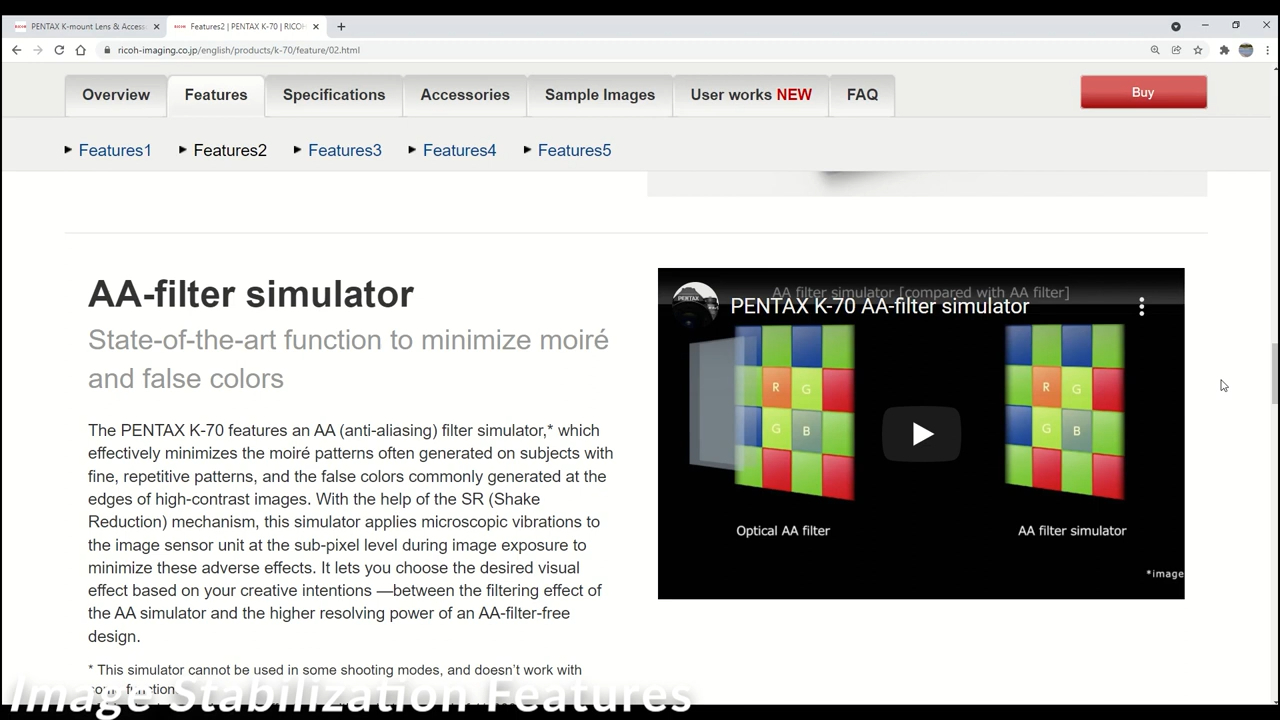 PENTAX K-mount Lens & Access
Features2 | PENTAX K-70 | RICOH
ricoh-imaging.co.jp/english/products/k-70/feature/02.html
Overview
Features
Specifications
Accessories
Sample Images
User works NEW
FAQ
Buy
Features1
Features2
Features3
Features4
Features5
AA-filter simulator
State-of-the-art function to minimize moiré
and false colors
The PENTAX K-70 features an AA (anti-aliasing) filter simulator,* which
effectively minimizes the moiré patterns often generated on subjects with
fine, repetitive patterns, and the false colors commonly generated at the
edges of high-contrast images. With the help of the SR (Shake
Reduction) mechanism, this simulator applies microscopic vibrations to
the image sensor unit at the sub-pixel level during image exposure to
minimize these adverse effects. It lets you choose the desired visual
effect based on your creative intentions —between the filtering effect of
the AA simulator and the higher resolving power of an AA-filter-free
design.
* This simulator cannot be used in some shooting modes, and doesn't work with
some function
AA filter simulator [compared with AA filter]
PENTAX
PENTAX K-70 AA-filter simulator
R G
G B
R G
G B
Optical AA filter
AA filter simulator
*image
Image Stabilization Features